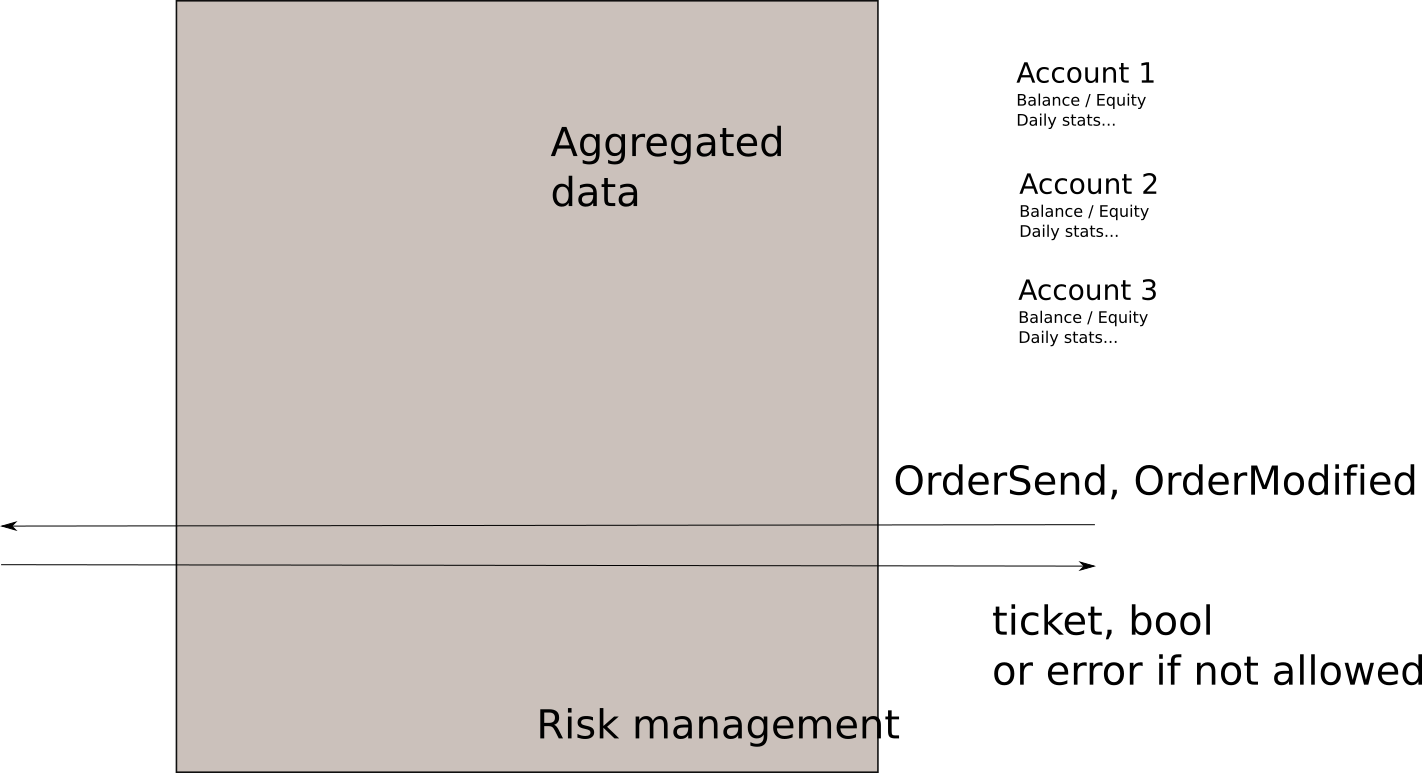 Aggregated
data
Account 1
Balance / Equity
Daily stats...
Account 2
Balance / Equity
Daily stats...
Account 3
Balance / Equity
Daily stats...
OrderSend, OrderModified
ticket, bool
or error if not allowed
Risk management